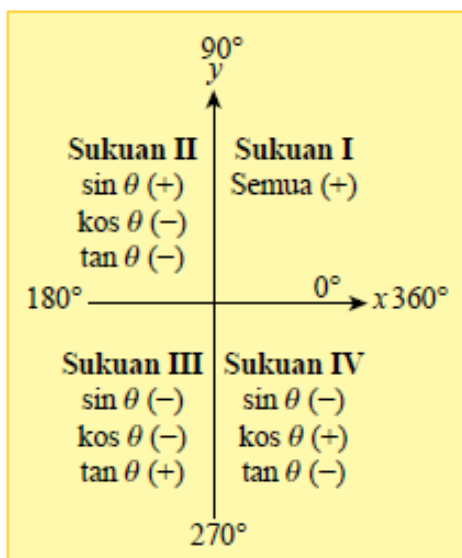 90°
y
Sukuan II
sin θ (+)
kos θ (−)
tan θ (−)
Sukuan I
Semua (+)
180°
0°
x 360°
Sukuan III
sin θ (−)
kos θ (−)
tan θ (+)
Sukuan IV
sin θ (−)
kos θ (+)
tan θ (−)
270°